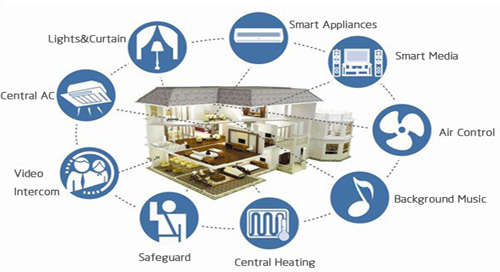 Smart Appliances
Lights&Curtain
Smart Media
Central AC
Air Control
Video
Intercom
Background Music
Safeguard
Central Heating